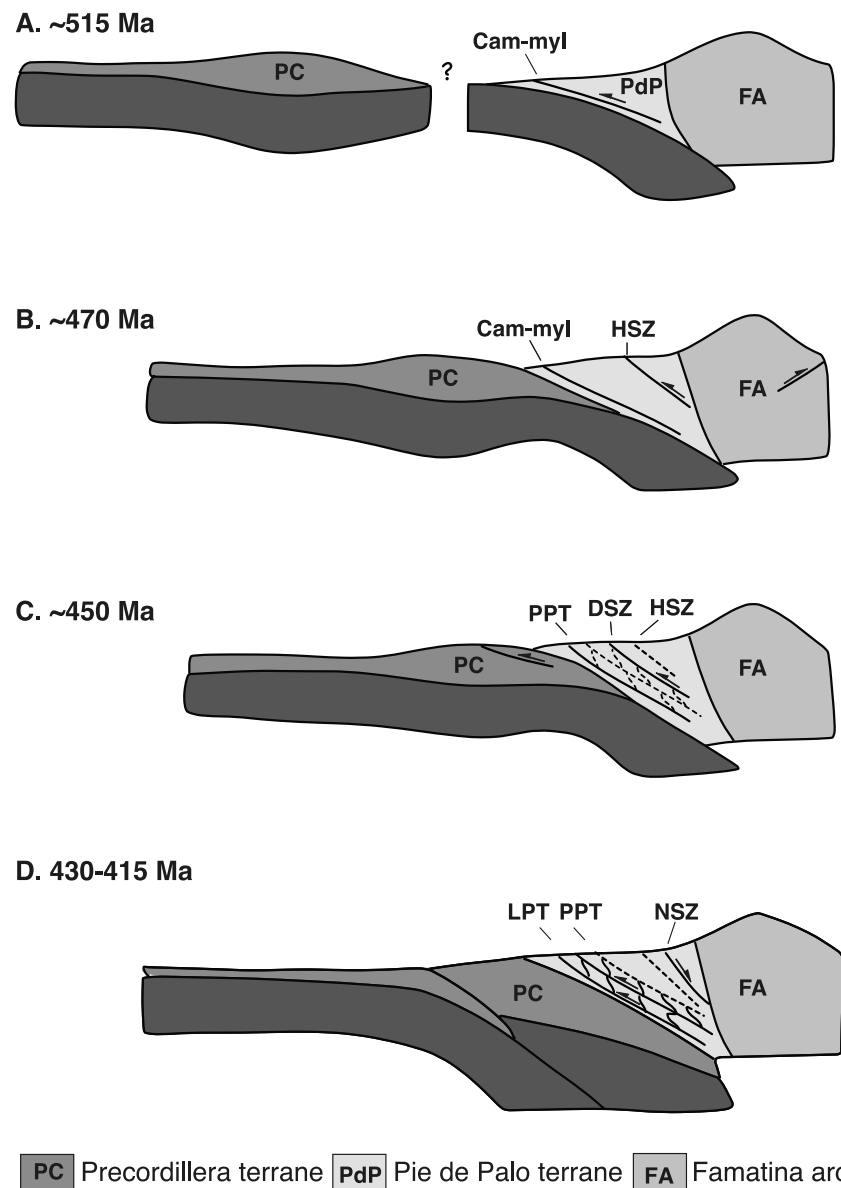 A. ~515 Ma
Cam-myl
PC
?
PdP
FA
B. ~470 Ma
Cam-myl HSZ
PC
FA
C. ~450 Ma
PPT DSZ HSZ
PC
FA
D. 430-415 Ma
LPT PPT NSZ
PC
FA
PC Precordillera terrane PdP Pie de Palo terrane FA Famatina arc